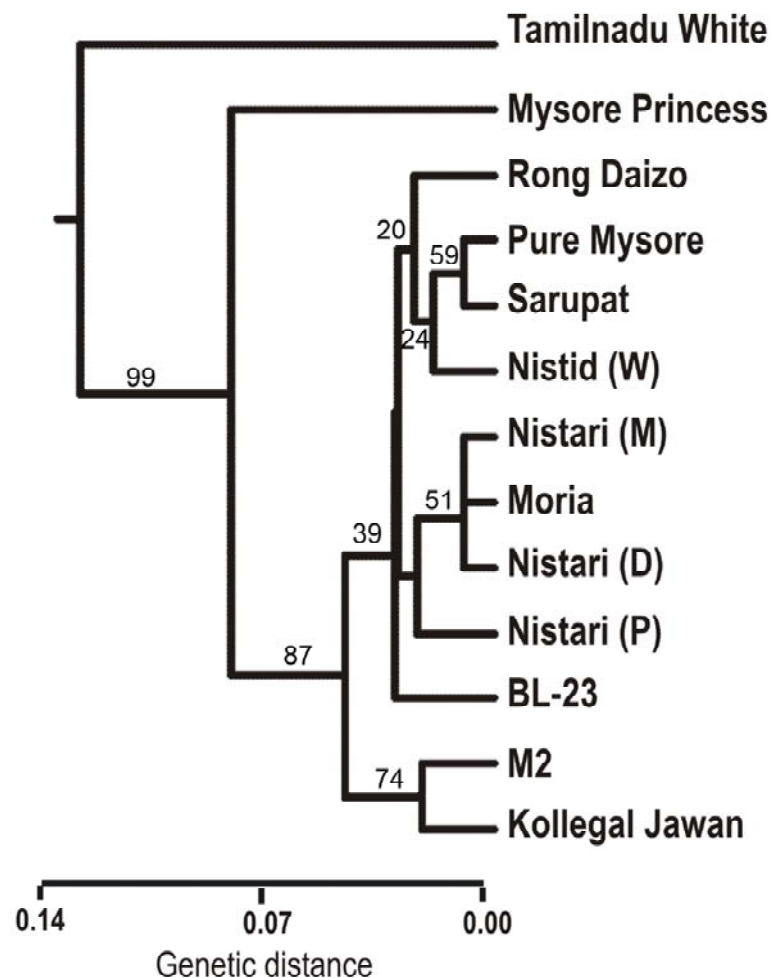 Tamilnadu White
Mysore Princess
Rong Daizo
20
Pure Mysore
59
Sarupat
24
Nistid (W)
99
Nistari (M)
51
Moria
39
Nistari (D)
Nistari (P)
87
BL-23
M2
74
Kollegal Jawan
0.14 0.07 0.00
Genetic distance